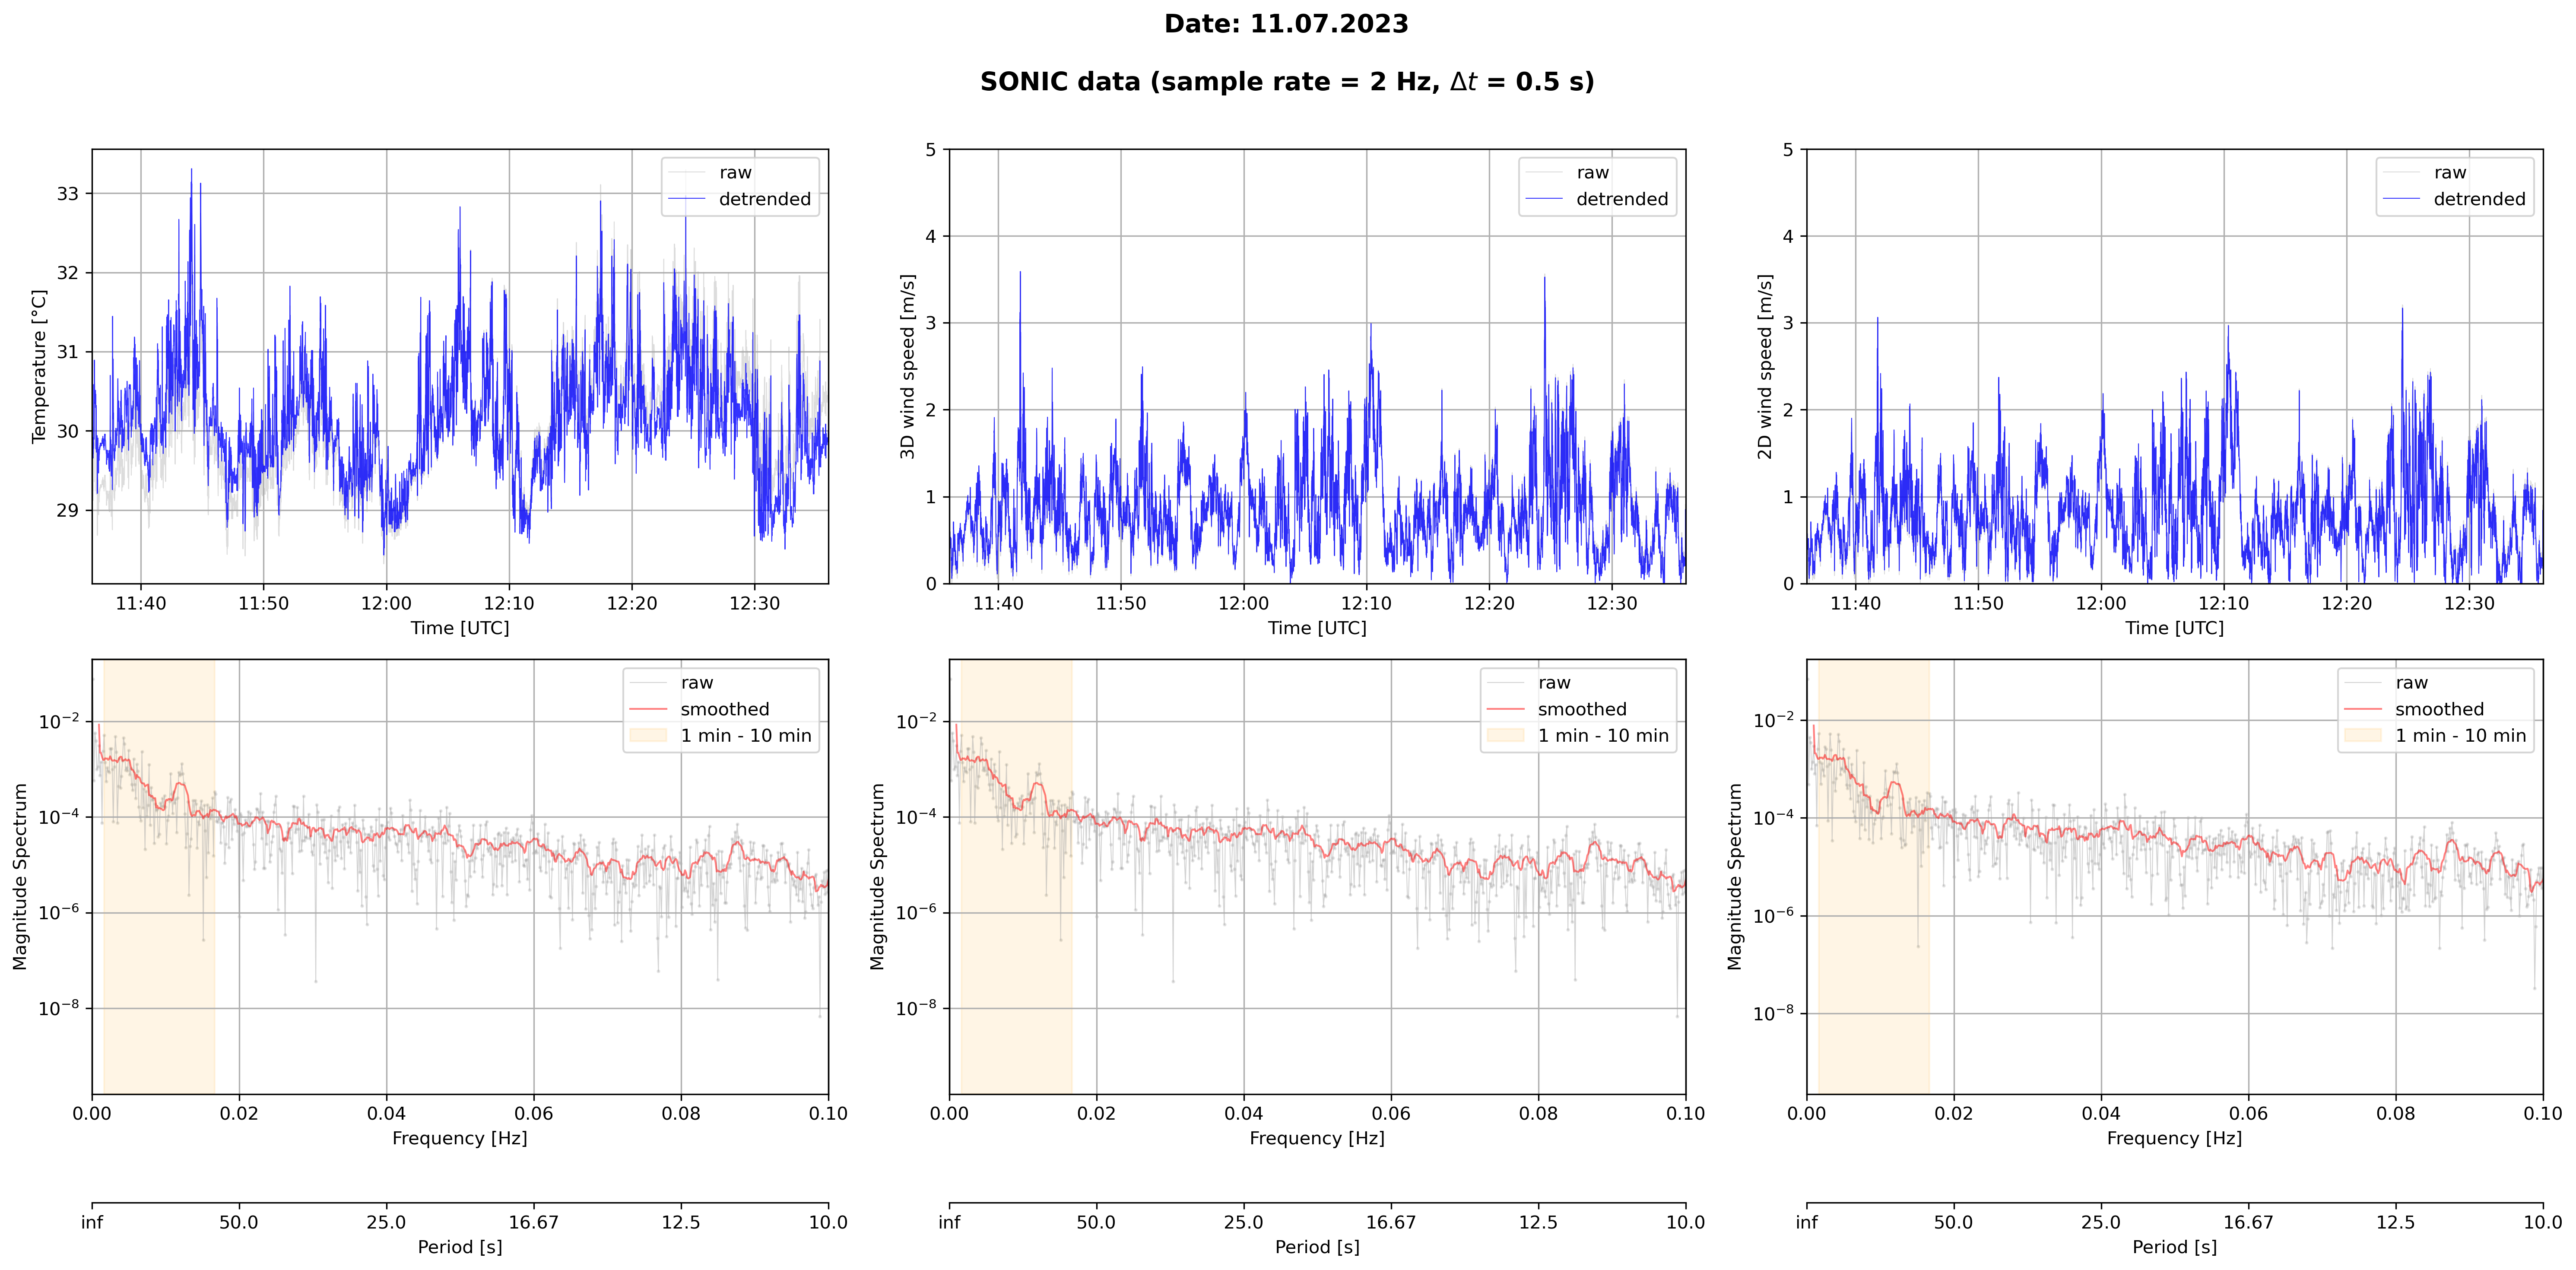 Date: 11.07.2023
SONIC data (sample rate = 2 Hz, Δt = 0.5 s)
Temperature [°C]
33
32
31
30
29
raw
detrended
11:40 11:50 12:00 12:10 12:20 12:30
Time [UTC]
3D wind speed [m/s]
5
4
3
2
1
0
raw
detrended
11:40 11:50 12:00 12:10 12:20 12:30
Time [UTC]
2D wind speed [m/s]
5
4
3
2
1
0
raw
detrended
11:40 11:50 12:00 12:10 12:20 12:30
Time [UTC]
Magnitude Spectrum
10⁻²
10⁻⁴
10⁻⁶
10⁻⁸
raw
smoothed
1 min - 10 min
0.00 0.02 0.04 0.06 0.08 0.10
Frequency [Hz]
inf 50.0 25.0 16.67 12.5 10.0
Period [s]
Magnitude Spectrum
10⁻²
10⁻⁴
10⁻⁶
10⁻⁸
raw
smoothed
1 min - 10 min
0.00 0.02 0.04 0.06 0.08 0.10
Frequency [Hz]
inf 50.0 25.0 16.67 12.5 10.0
Period [s]
Magnitude Spectrum
10⁻²
10⁻⁴
10⁻⁶
10⁻⁸
raw
smoothed
1 min - 10 min
0.00 0.02 0.04 0.06 0.08 0.10
Frequency [Hz]
inf 50.0 25.0 16.67 12.5 10.0
Period [s]